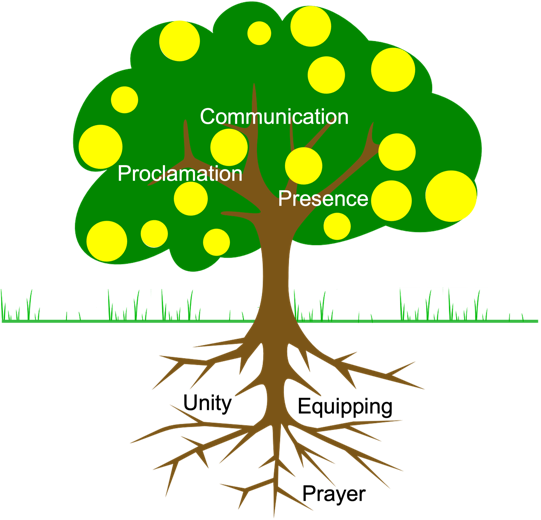 Communication
Proclamation
Presence
Unity
Equipping
Prayer